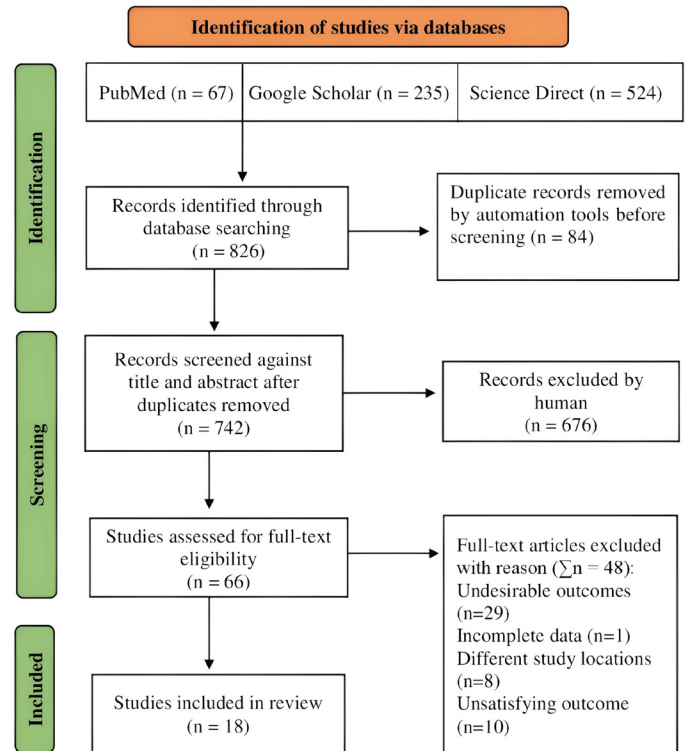 Identification of studies via databases
Identification
PubMed (n = 67)
Google Scholar (n = 235)
Science Direct (n = 524)
Records identified through
database searching
(n = 826)
Duplicate records removed
by automation tools before
screening (n = 84)
Screening
Records screened against
title and abstract after
duplicates removed
(n = 742)
Records excluded by
human
(n = 676)
Studies assessed for full-text
eligibility
(n = 66)
Full-text articles excluded
with reason (∑n = 48):
Undesirable outcomes
(n=29)
Incomplete data (n=1)
Different study locations
(n=8)
Unsatisfying outcome
(n=10)
Included
Studies included in review
(n = 18)